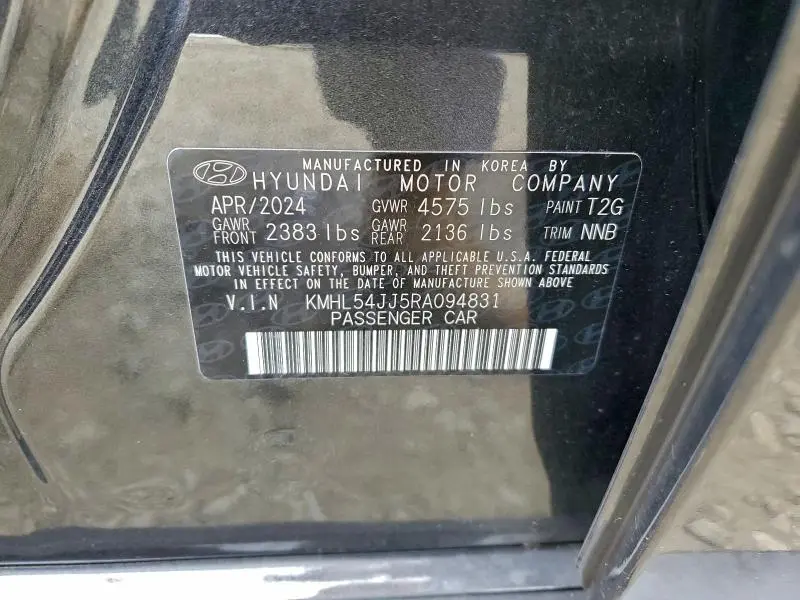 MANUFACTURED IN KOREA BY
HYUNDAI MOTOR COMPANY
APR/2024 GVWR 4575 lbs PAINT T2G
GAWR FRONT 2383 lbs GAWR REAR 2136 lbs TRIM NNB
THIS VEHICLE CONFORMS TO ALL APPLICABLE U.S.A. FEDERAL
MOTOR VEHICLE SAFETY, BUMPER, AND THEFT PREVENTION STANDARDS
IN EFFECT ON THE DATE OF MANUFACTURE SHOWN ABOVE
V.I.N KMHL54JJ5RA094831
PASSENGER CAR